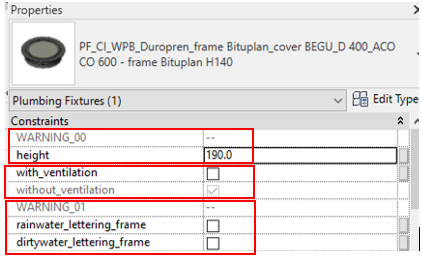 Properties
PF_CI_WPB_Duropren_frame Bituplan_cover BEGU_D 400_ACO
CO 600 - frame Bituplan H140
Plumbing Fixtures (1)
Edit Type
Constraints
WARNING_00 --
height 190.0
with_ventilation
without_ventilation
WARNING_01 --
rainwater_lettering_frame
dirtywater_lettering_frame